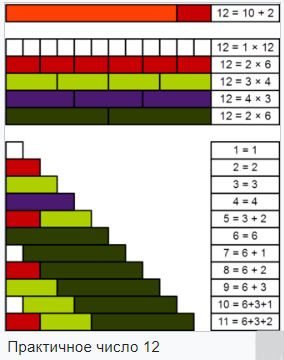 12 = 10 + 2
12 = 1 × 12
12 = 2 × 6
12 = 3 × 4
12 = 4 × 3
12 = 2 × 6
1 = 1
2 = 2
3 = 3
4 = 4
5 = 3 + 2
6 = 6
7 = 6 + 1
8 = 6 + 2
9 = 6 + 3
10 = 6+3+1
11 = 6+3+2
Практичное число 12